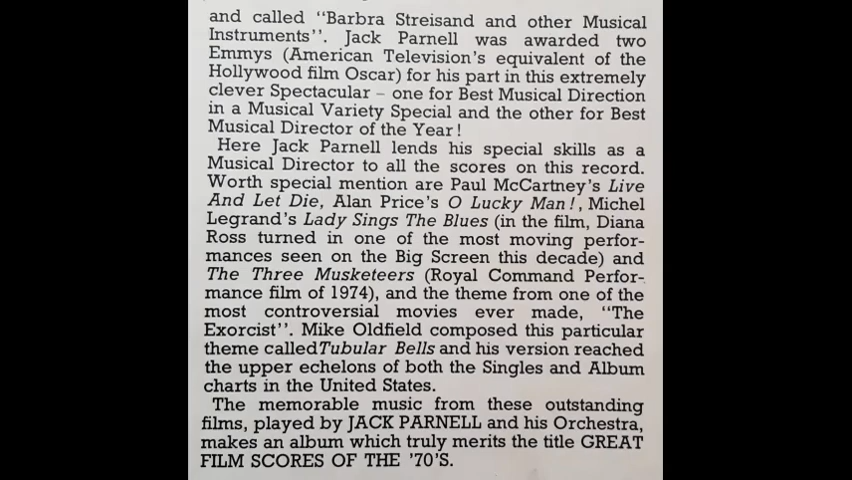 and called "Barbra Streisand and other Musical
Instruments". Jack Parnell was awarded two
Emmys (American Television's equivalent of the
Hollywood film Oscar) for his part in this extremely
clever Spectacular – one for Best Musical Direction
in a Musical Variety Special and the other for Best
Musical Director of the Year!
Here Jack Parnell lends his special skills as a
Musical Director to all the scores on this record.
Worth special mention are Paul McCartney's Live
And Let Die, Alan Price's O Lucky Man!, Michel
Legrand's Lady Sings The Blues (in the film, Diana
Ross turned in one of the most moving perfor-
mances seen on the Big Screen this decade) and
The Three Musketeers (Royal Command Perfor-
mance film of 1974), and the theme from one of the
most controversial movies ever made, "The
Exorcist". Mike Oldfield composed this particular
theme called Tubular Bells and his version reached
the upper echelons of both the Singles and Album
charts in the United States.
The memorable music from these outstanding
films, played by JACK PARNELL and his Orchestra,
makes an album which truly merits the title GREAT
FILM SCORES OF THE '70'S.